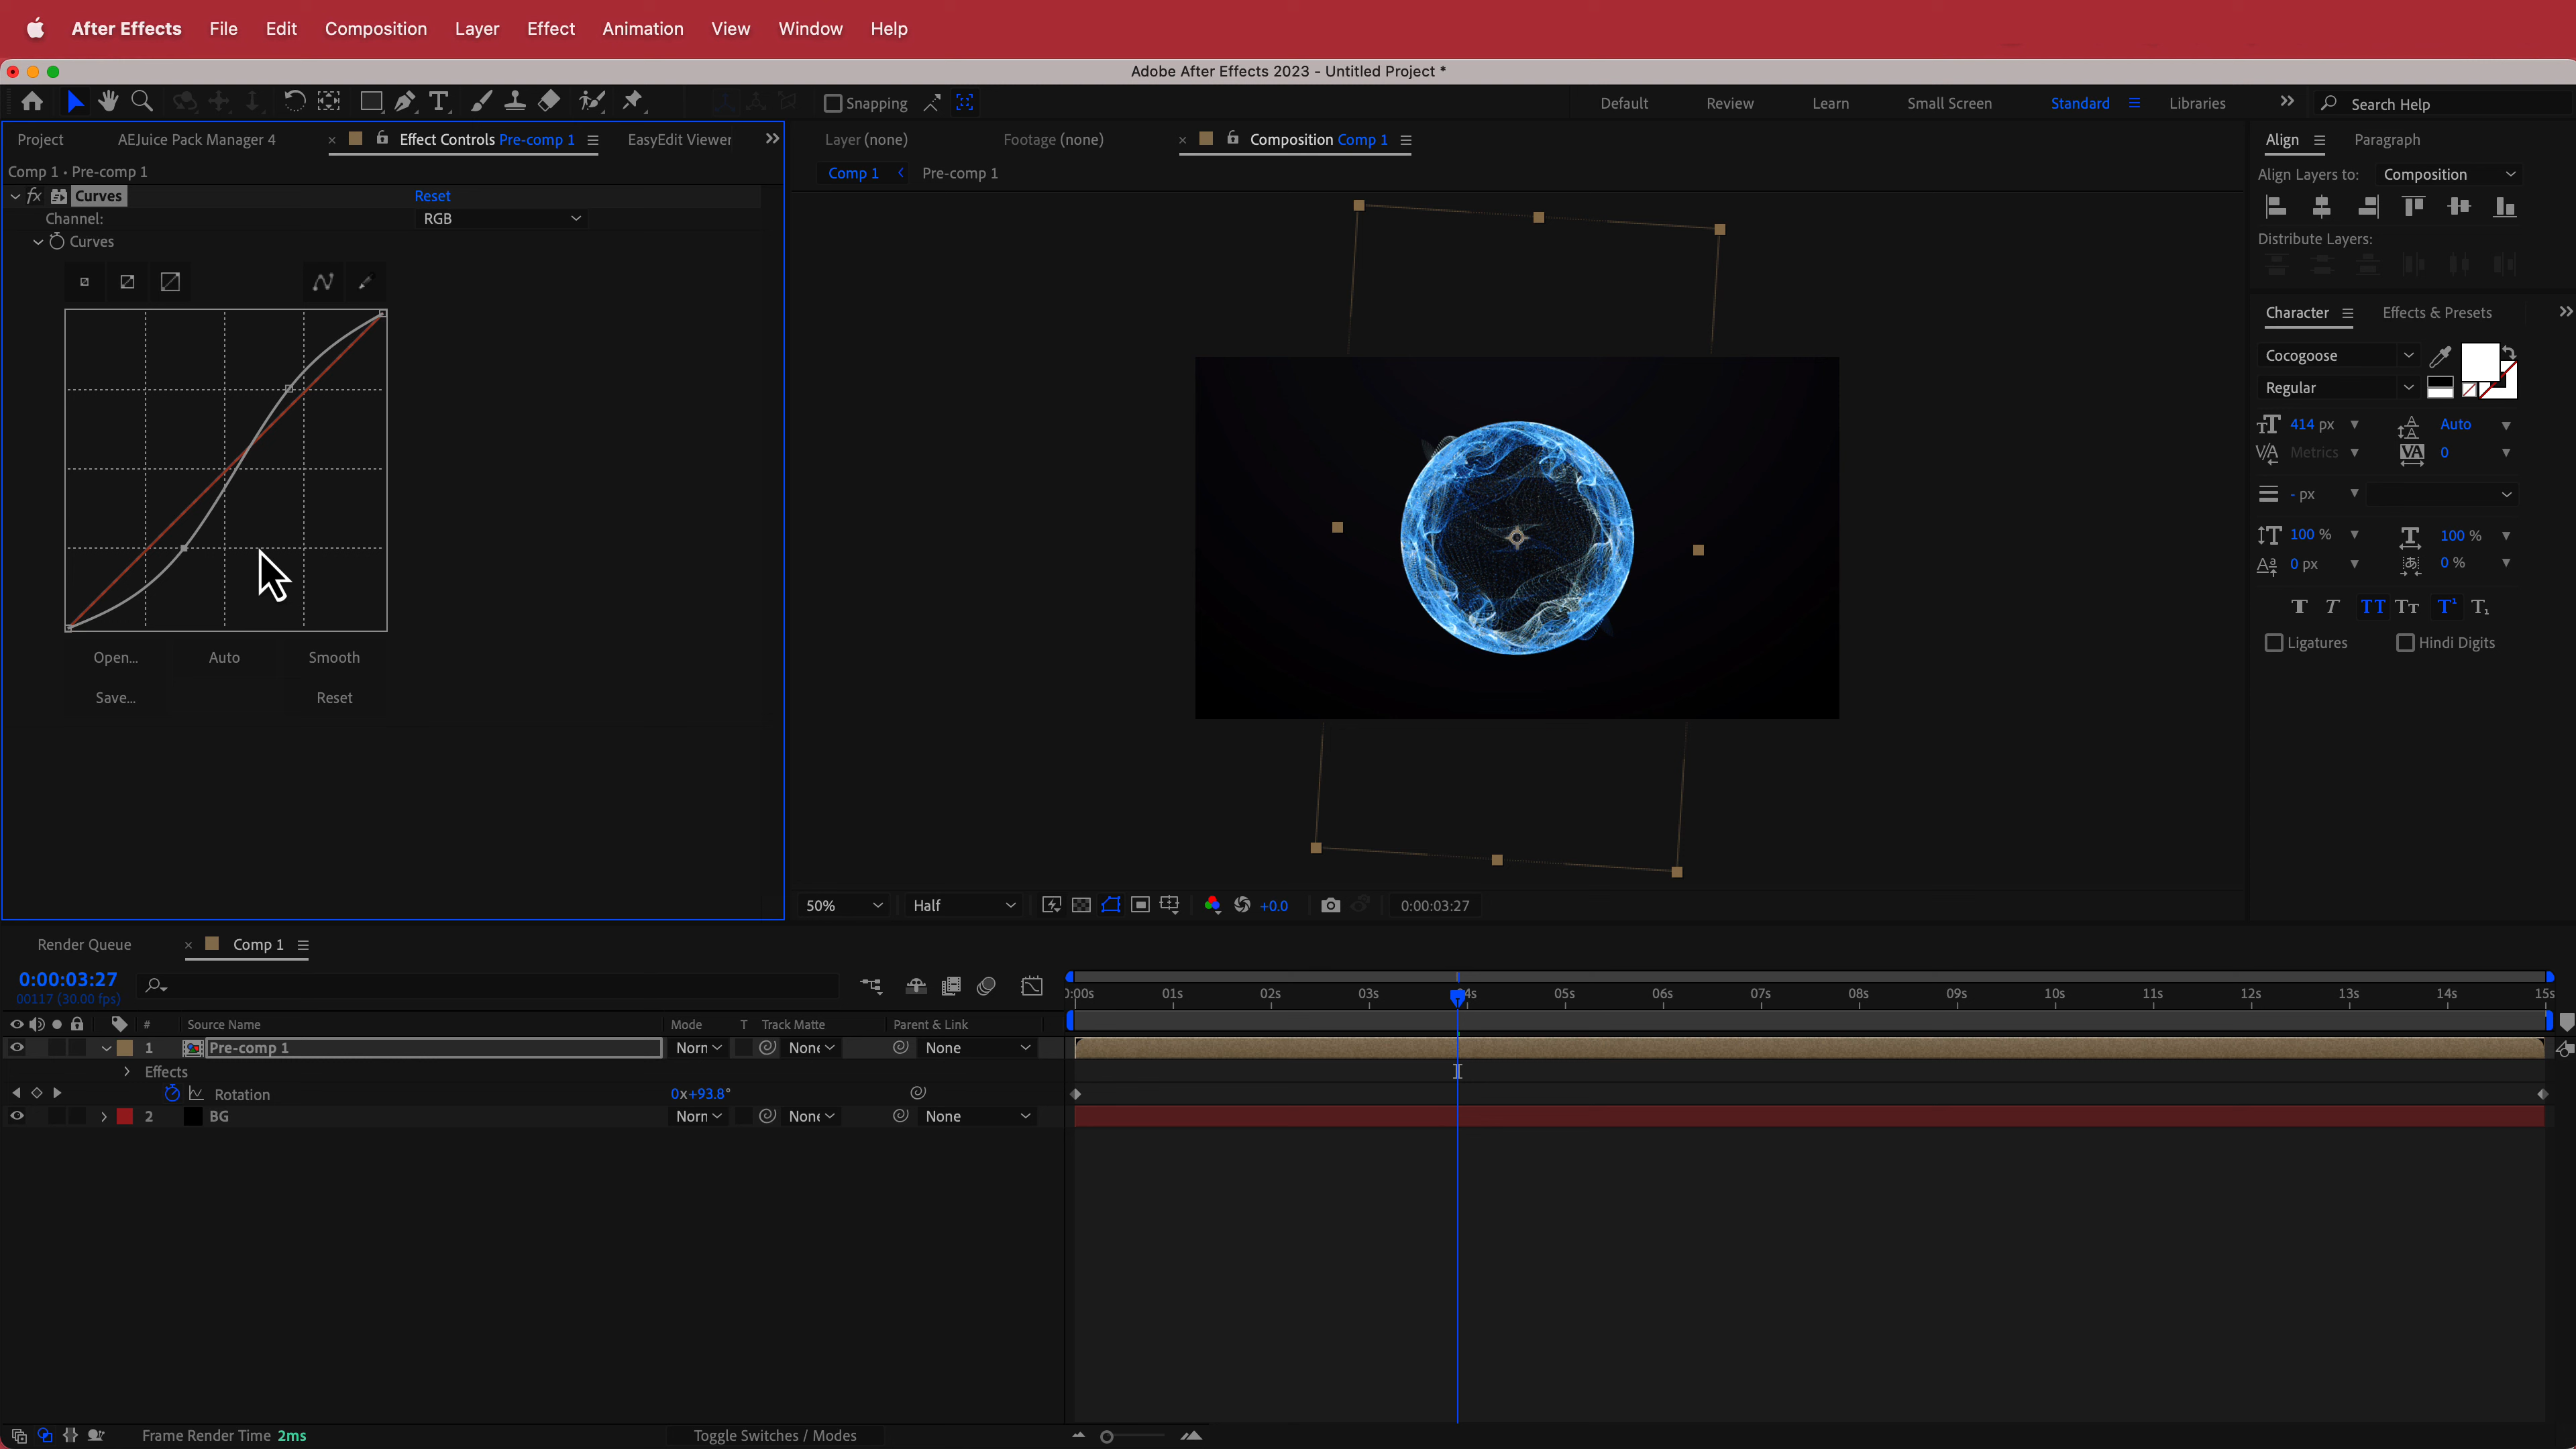 After Effects File Edit Composition Layer Effect Animation View Window Help
Adobe After Effects 2023 - Untitled Project *
Snapping Default Review Learn Small Screen Standard Libraries Search Help
Project AEJuice Pack Manager 4 Effect Controls Pre-comp 1 EasyEdit Viewer Layer (none) Footage (none) Composition Comp 1 Align Paragraph
Comp 1 • Pre-comp 1 Comp 1 Pre-comp 1 Align Layers to: Composition
fx Curves Reset
Channel: RGB
Curves
Distribute Layers:
Character Effects & Presets
Cocogoose
Regular
414 px Auto
Metrics 0
- px
100 % 100 %
0 px 0 %
Ligatures Hindi Digits
Open... Auto Smooth
Save... Reset
50% Half +0.0 0:00:03:27
Render Queue Comp 1
0:00:03:27
00117 (30.00 fps)
0:00s 01s 02s 03s 04s 05s 06s 07s 08s 09s 10s 11s 12s 13s 14s 15s
# Source Name Mode T Track Matte Parent & Link
1 Pre-comp 1 Norn None None
Effects
Rotation 0x+93.8°
2 BG Norn None None
Frame Render Time 2ms Toggle Switches / Modes